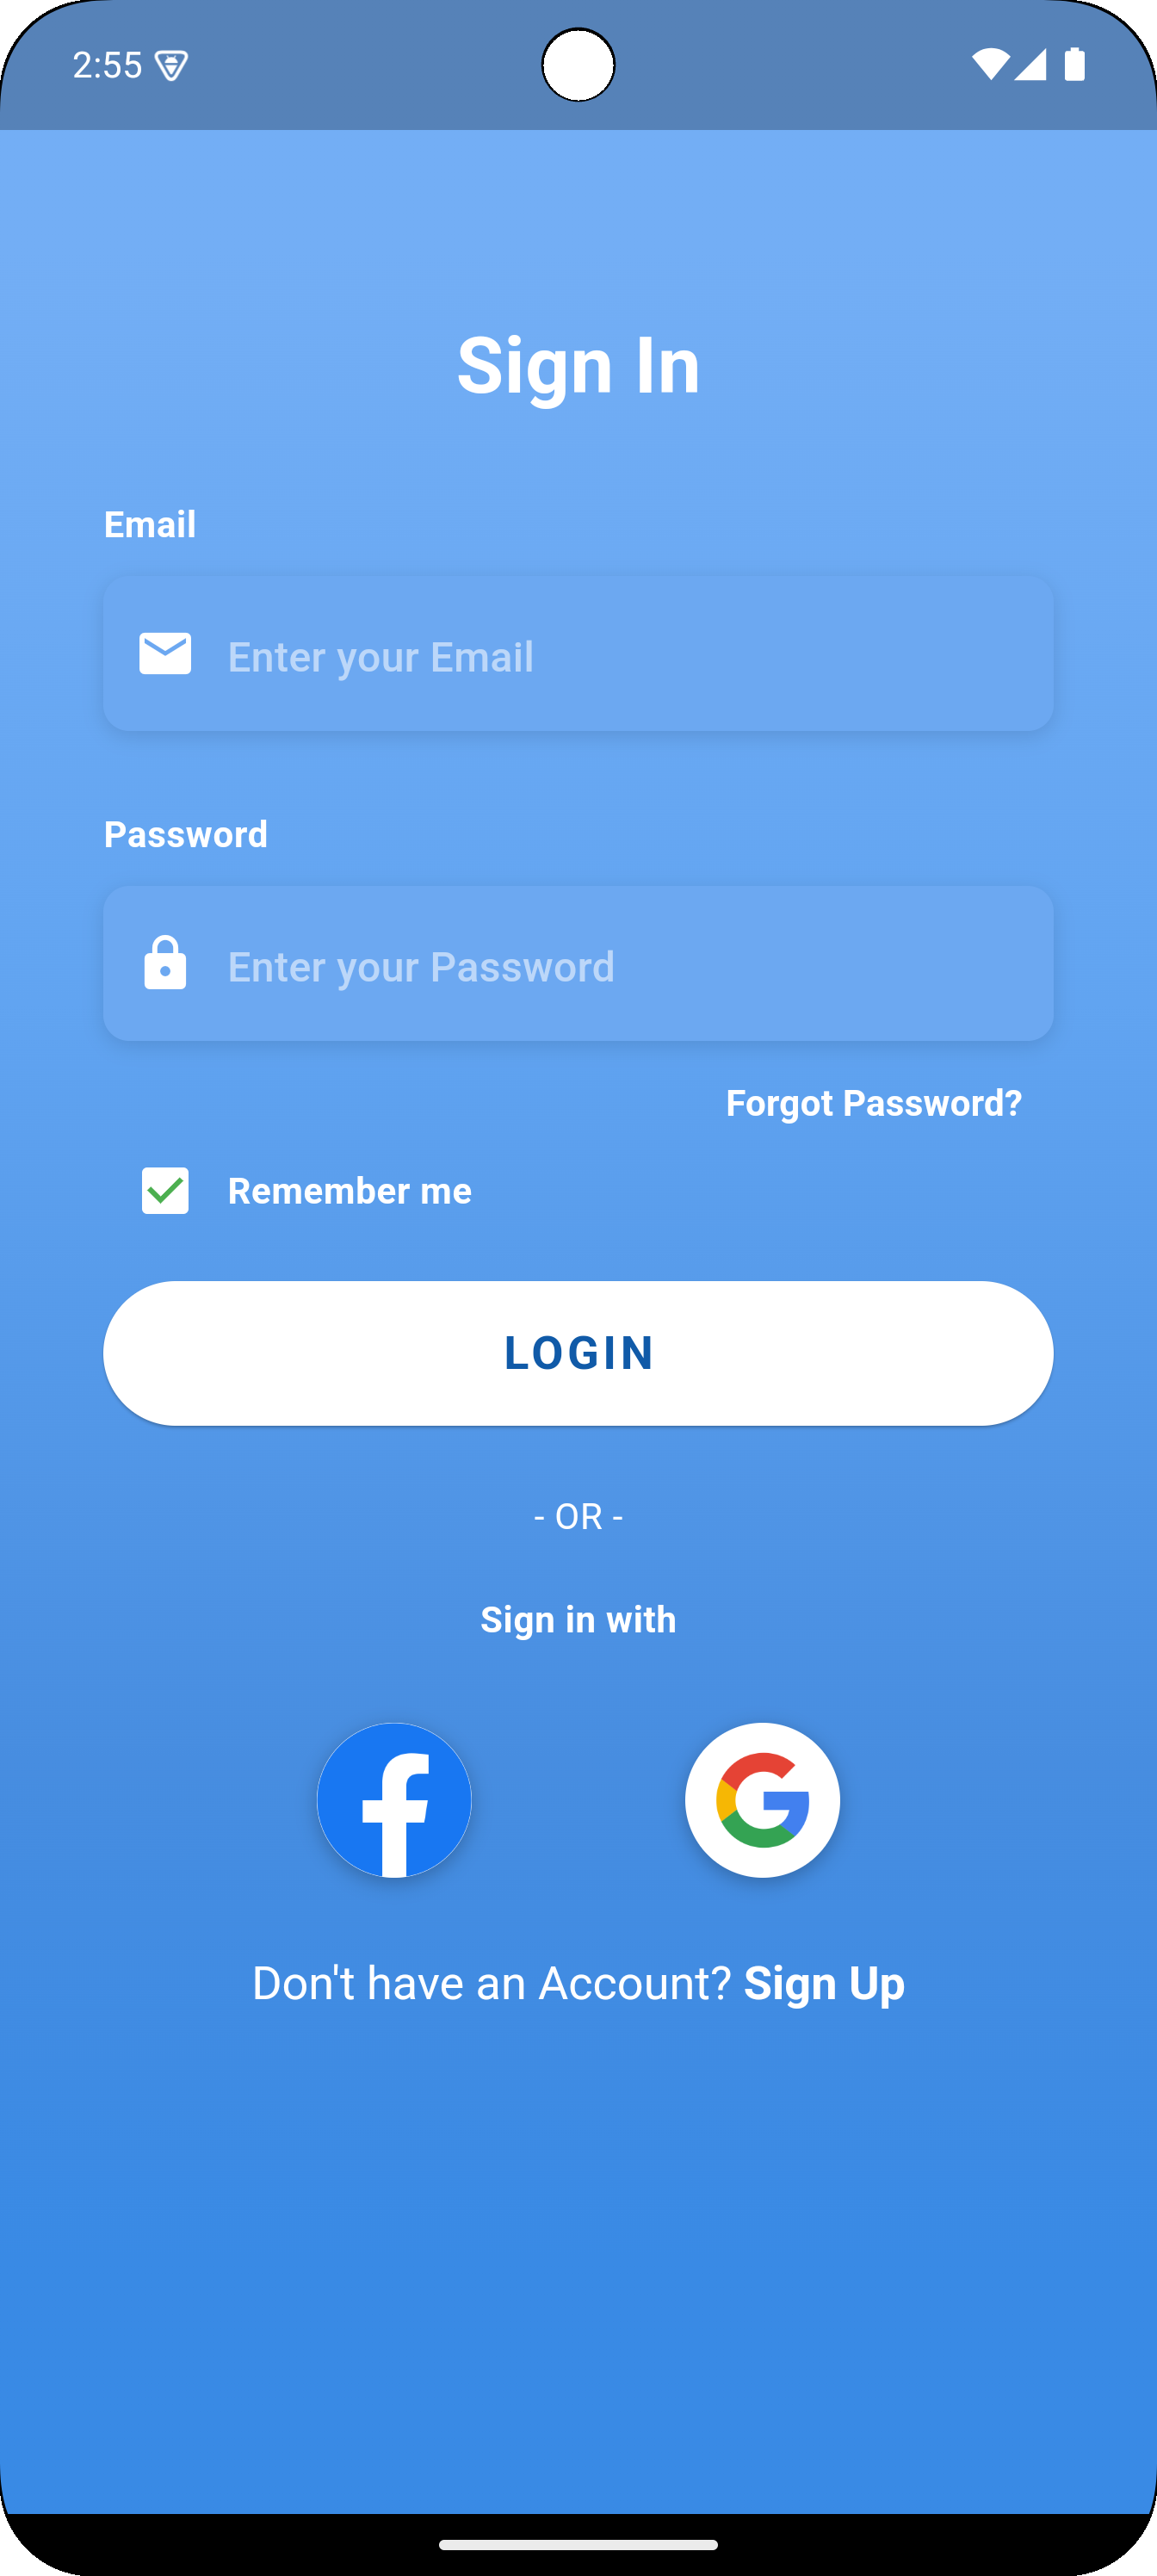 2:55
Sign In
Email
Enter your Email
Password
Enter your Password
Forgot Password?
Remember me
LOGIN
- OR -
Sign in with
Don't have an Account? Sign Up